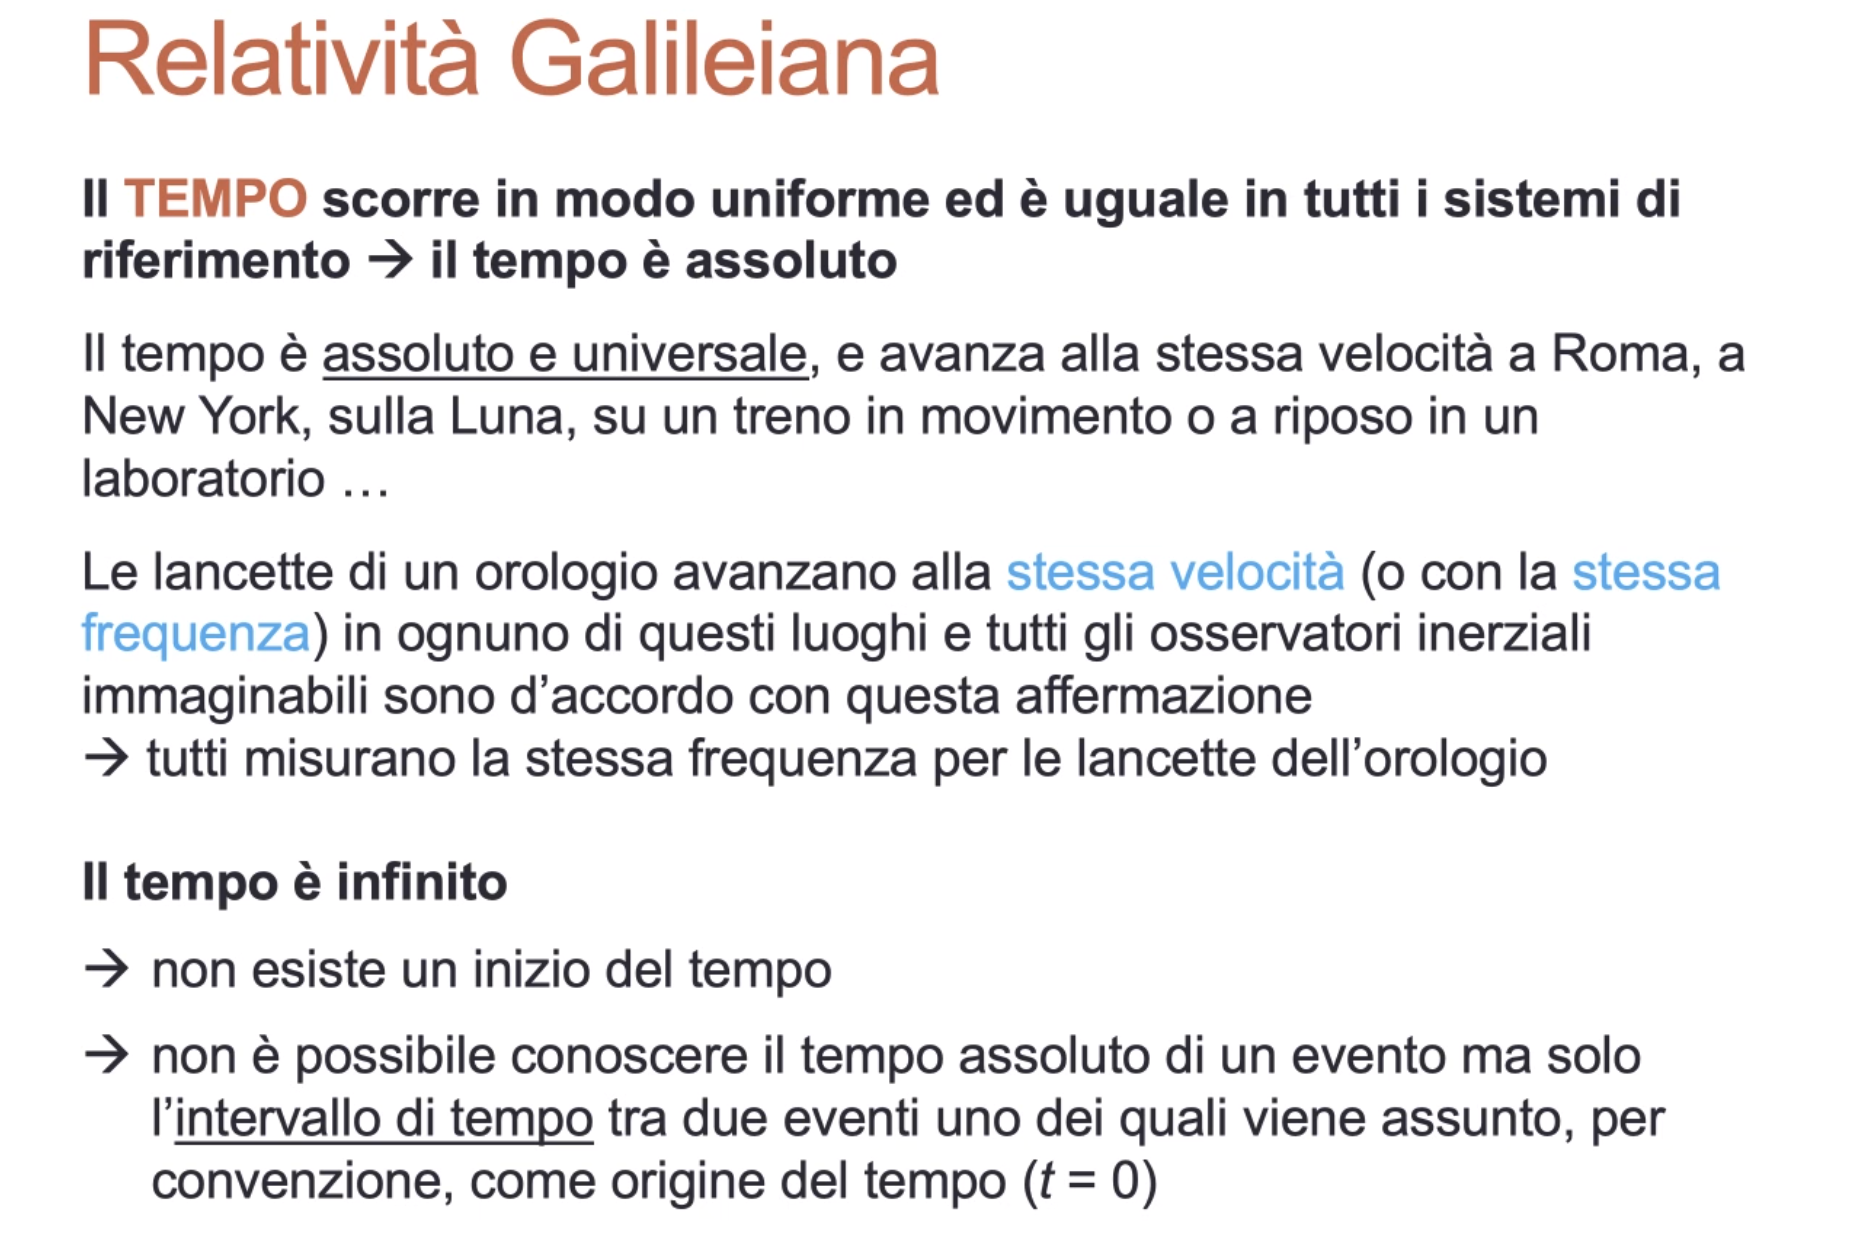 Relatività Galileiana
Il TEMPO scorre in modo uniforme ed è uguale in tutti i sistemi di
riferimento → il tempo è assoluto
Il tempo è assoluto e universale, e avanza alla stessa velocità a Roma, a
New York, sulla Luna, su un treno in movimento o a riposo in un
laboratorio …
Le lancette di un orologio avanzano alla stessa velocità (o con la stessa
frequenza) in ognuno di questi luoghi e tutti gli osservatori inerziali
immaginabili sono d’accordo con questa affermazione
→ tutti misurano la stessa frequenza per le lancette dell’orologio
Il tempo è infinito
→ non esiste un inizio del tempo
→ non è possibile conoscere il tempo assoluto di un evento ma solo
l’intervallo di tempo tra due eventi uno dei quali viene assunto, per
convenzione, come origine del tempo (t = 0)